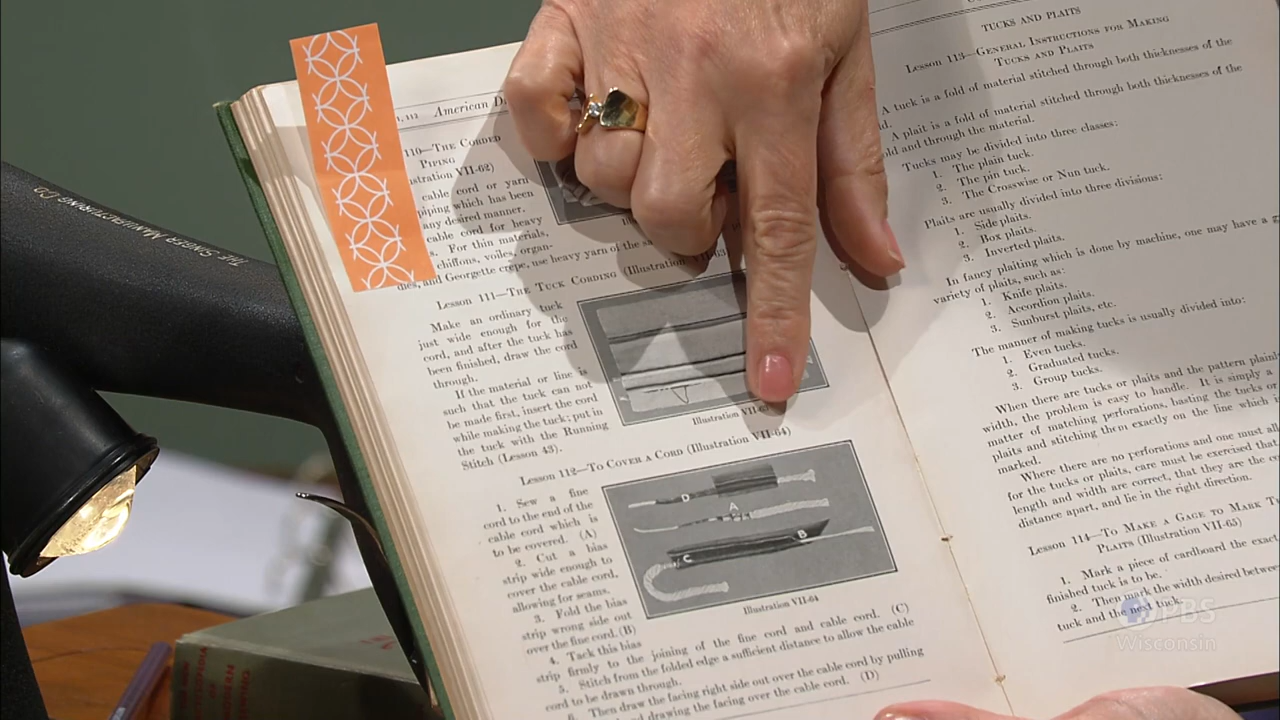 , 112 American D
110—THE CORDED
PIPING
stration VII-62)
cable cord or yarn
piping which has been
any desired manner.
cable cord for heavy
s. For thin materials,
chiffons, voiles, organ-
dies, and Georgette crepe, use heavy yarn of the sa
Lesson 111—THE TUCK CORDING (Illustration VII-63
Make an ordinary tuck
just wide enough for the
cord, and after the tuck has
been finished, draw the cord
through.
If the material or line is
such that the tuck can not
be made first, insert the cord
while making the tuck; put in
the tuck with the Running
Stitch (Lesson 43).
Illustration VII-6
Lesson 112—TO COVER A CORD (Illustration VII-64)
1. Sew a fine
cord to the end of the
cable cord which is
to be covered. (A)
2. Cut a bias
strip wide enough to
cover the cable cord,
allowing for seams.
3. Fold the bias
strip wrong side out
over the fine cord. (B)
4. Tack this bias
strip firmly to the joining of the fine cord and cable cord. (C)
5. Stitch from the folded edge a sufficient distance to allow the cable
cord to be drawn through.
6. Then draw the facing right side out over the cable cord by pulling
and drawing the facing over the cable cord. (D)
D
A
B
C
Illustration VII-64
TUCKS AND PLAITS
Lesson 113—GENERAL INSTRUCTIONS FOR MAKING
TUCKS AND PLAITS
A tuck is a fold of material stitched through both thicknesses of the
d.
A plait is a fold of material stitched through both thicknesses of the
old and through the material.
Tucks may be divided into three classes:
1. The plain tuck.
2. The pin tuck.
3. The Crosswise or Nun tuck.
Plaits are usually divided into three divisions:
1. Side plaits.
2. Box plaits.
3. Inverted plaits.
In fancy plaiting which is done by machine, one may have a
variety of plaits, such as:
1. Knife plaits.
2. Accordion plaits.
3. Sunburst plaits, etc.
The manner of making tucks is usually divided into:
1. Even tucks.
2. Graduated tucks.
3. Group tucks.
When there are tucks or plaits and the pattern plainl
width, the problem is easy to handle. It is simply a
matter of matching perforations, basting the tucks or
plaits and stitching them exactly on the line which is
marked.
Where there are no perforations and one must all
for the tucks or plaits, care must be exercised that
length and width are correct, that they are the co
distance apart, and lie in the right direction.
Lesson 114—TO MAKE A GAGE TO MARK T
PLAITS (Illustration VII-65)
1. Mark a piece of cardboard the exact
finished tuck is to be.
2. Then mark the width desired between
tuck and the next tuck.
THE SINGER MANUFACTURING CO
PBS
Wisconsin